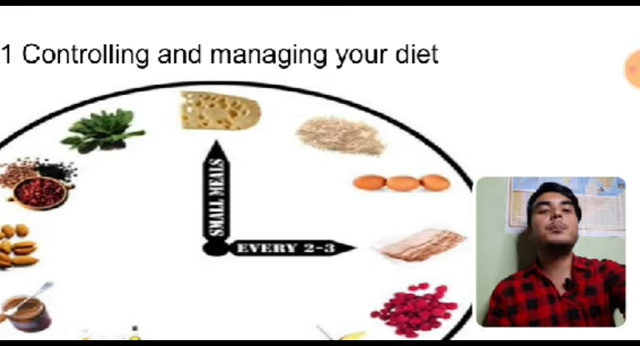 1 Controlling and managing your diet
SMALL MEALS
EVERY 2-3